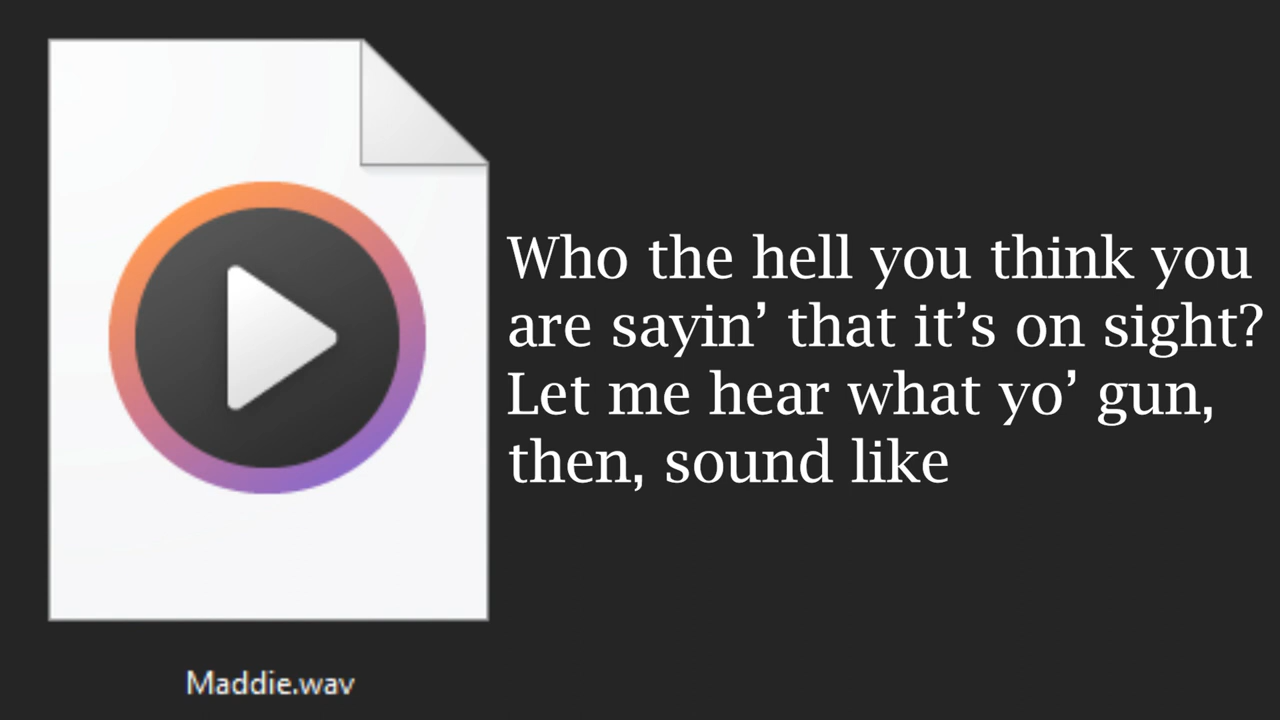 Who the hell you think you
are sayin’ that it’s on sight?
Let me hear what yo’ gun,
then, sound like
Maddie.wav